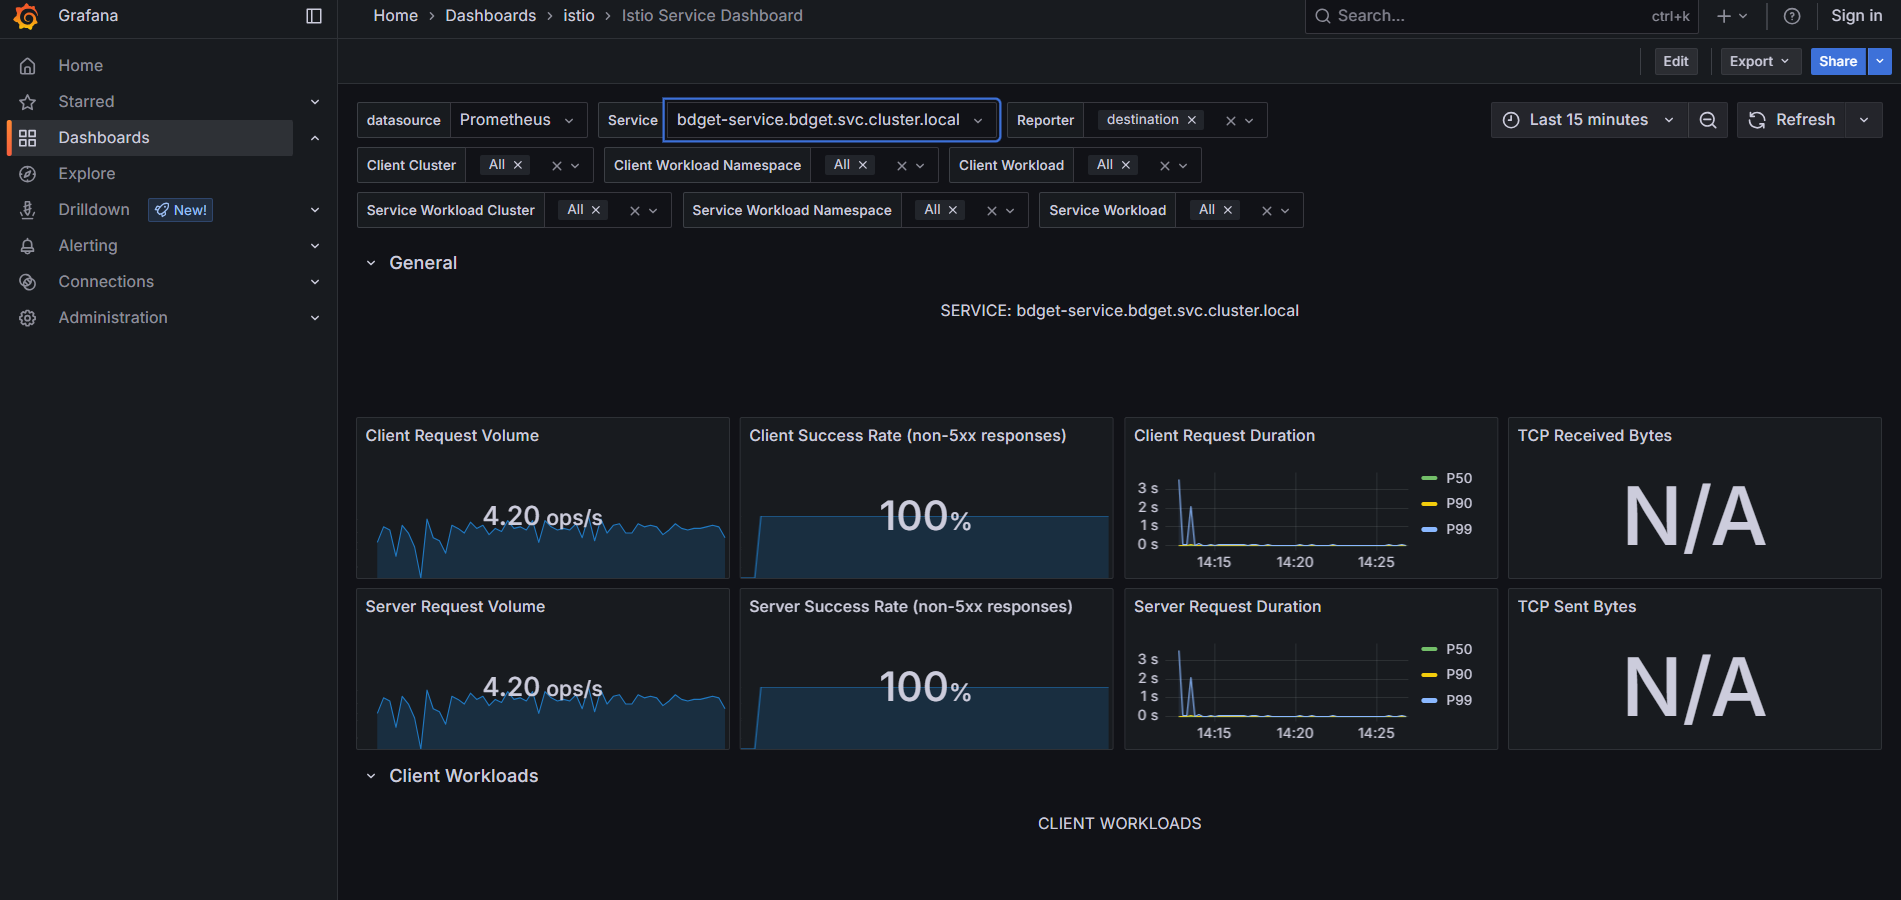 Grafana
Home › Dashboards › istio › Istio Service Dashboard
Search... ctrl+k
Sign in
Home
Starred
Dashboards
Explore
Drilldown New!
Alerting
Connections
Administration
Edit Export Share
datasource Prometheus Service bdget-service.bdget.svc.cluster.local Reporter destination
Last 15 minutes Refresh
Client Cluster All Client Workload Namespace All Client Workload All
Service Workload Cluster All Service Workload Namespace All Service Workload All
General
SERVICE: bdget-service.bdget.svc.cluster.local
Client Request Volume
4.20 ops/s
Client Success Rate (non-5xx responses)
100%
Client Request Duration
3 s
2 s
1 s
0 s
14:15 14:20 14:25
P50
P90
P99
TCP Received Bytes
N/A
Server Request Volume
4.20 ops/s
Server Success Rate (non-5xx responses)
100%
Server Request Duration
3 s
2 s
1 s
0 s
14:15 14:20 14:25
P50
P90
P99
TCP Sent Bytes
N/A
Client Workloads
CLIENT WORKLOADS